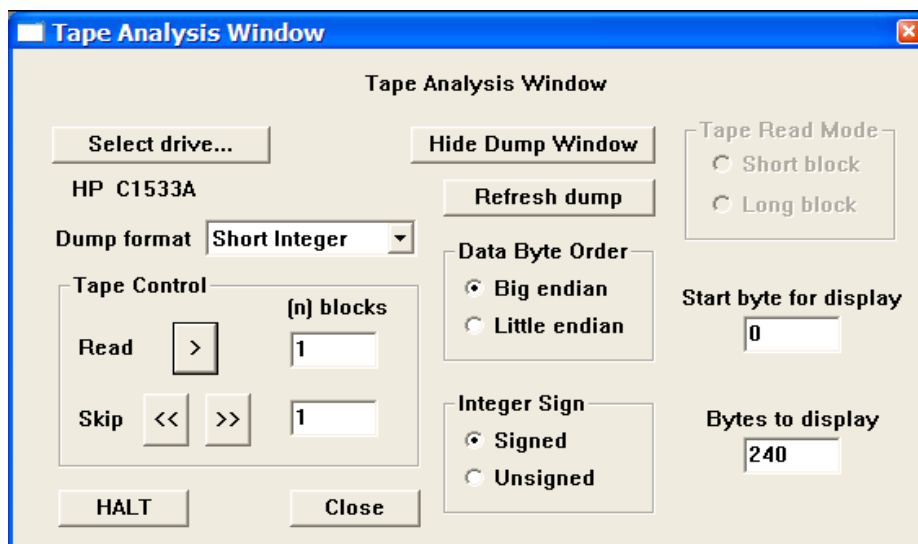 Tape Analysis Window
Tape Analysis Window
Select drive...
HP C1533A
Dump format Short Integer
Tape Control
(n) blocks
Read > 1
Skip << >> 1
HALT
Close
Hide Dump Window
Refresh dump
Data Byte Order
Big endian
Little endian
Integer Sign
Signed
Unsigned
Tape Read Mode
Short block
Long block
Start byte for display
0
Bytes to display
240